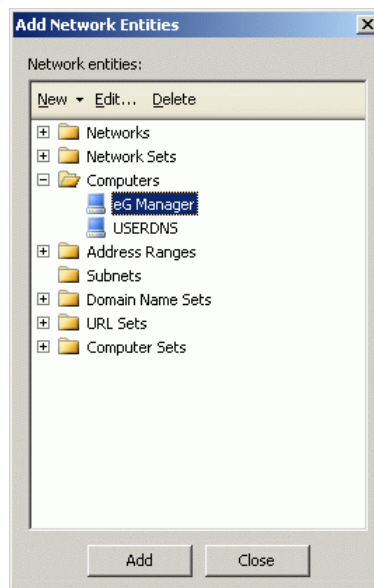 Add Network Entities
Network entities:
New Edit... Delete
Networks
Network Sets
Computers
eG Manager
USERDNS
Address Ranges
Subnets
Domain Name Sets
URL Sets
Computer Sets
Add Close